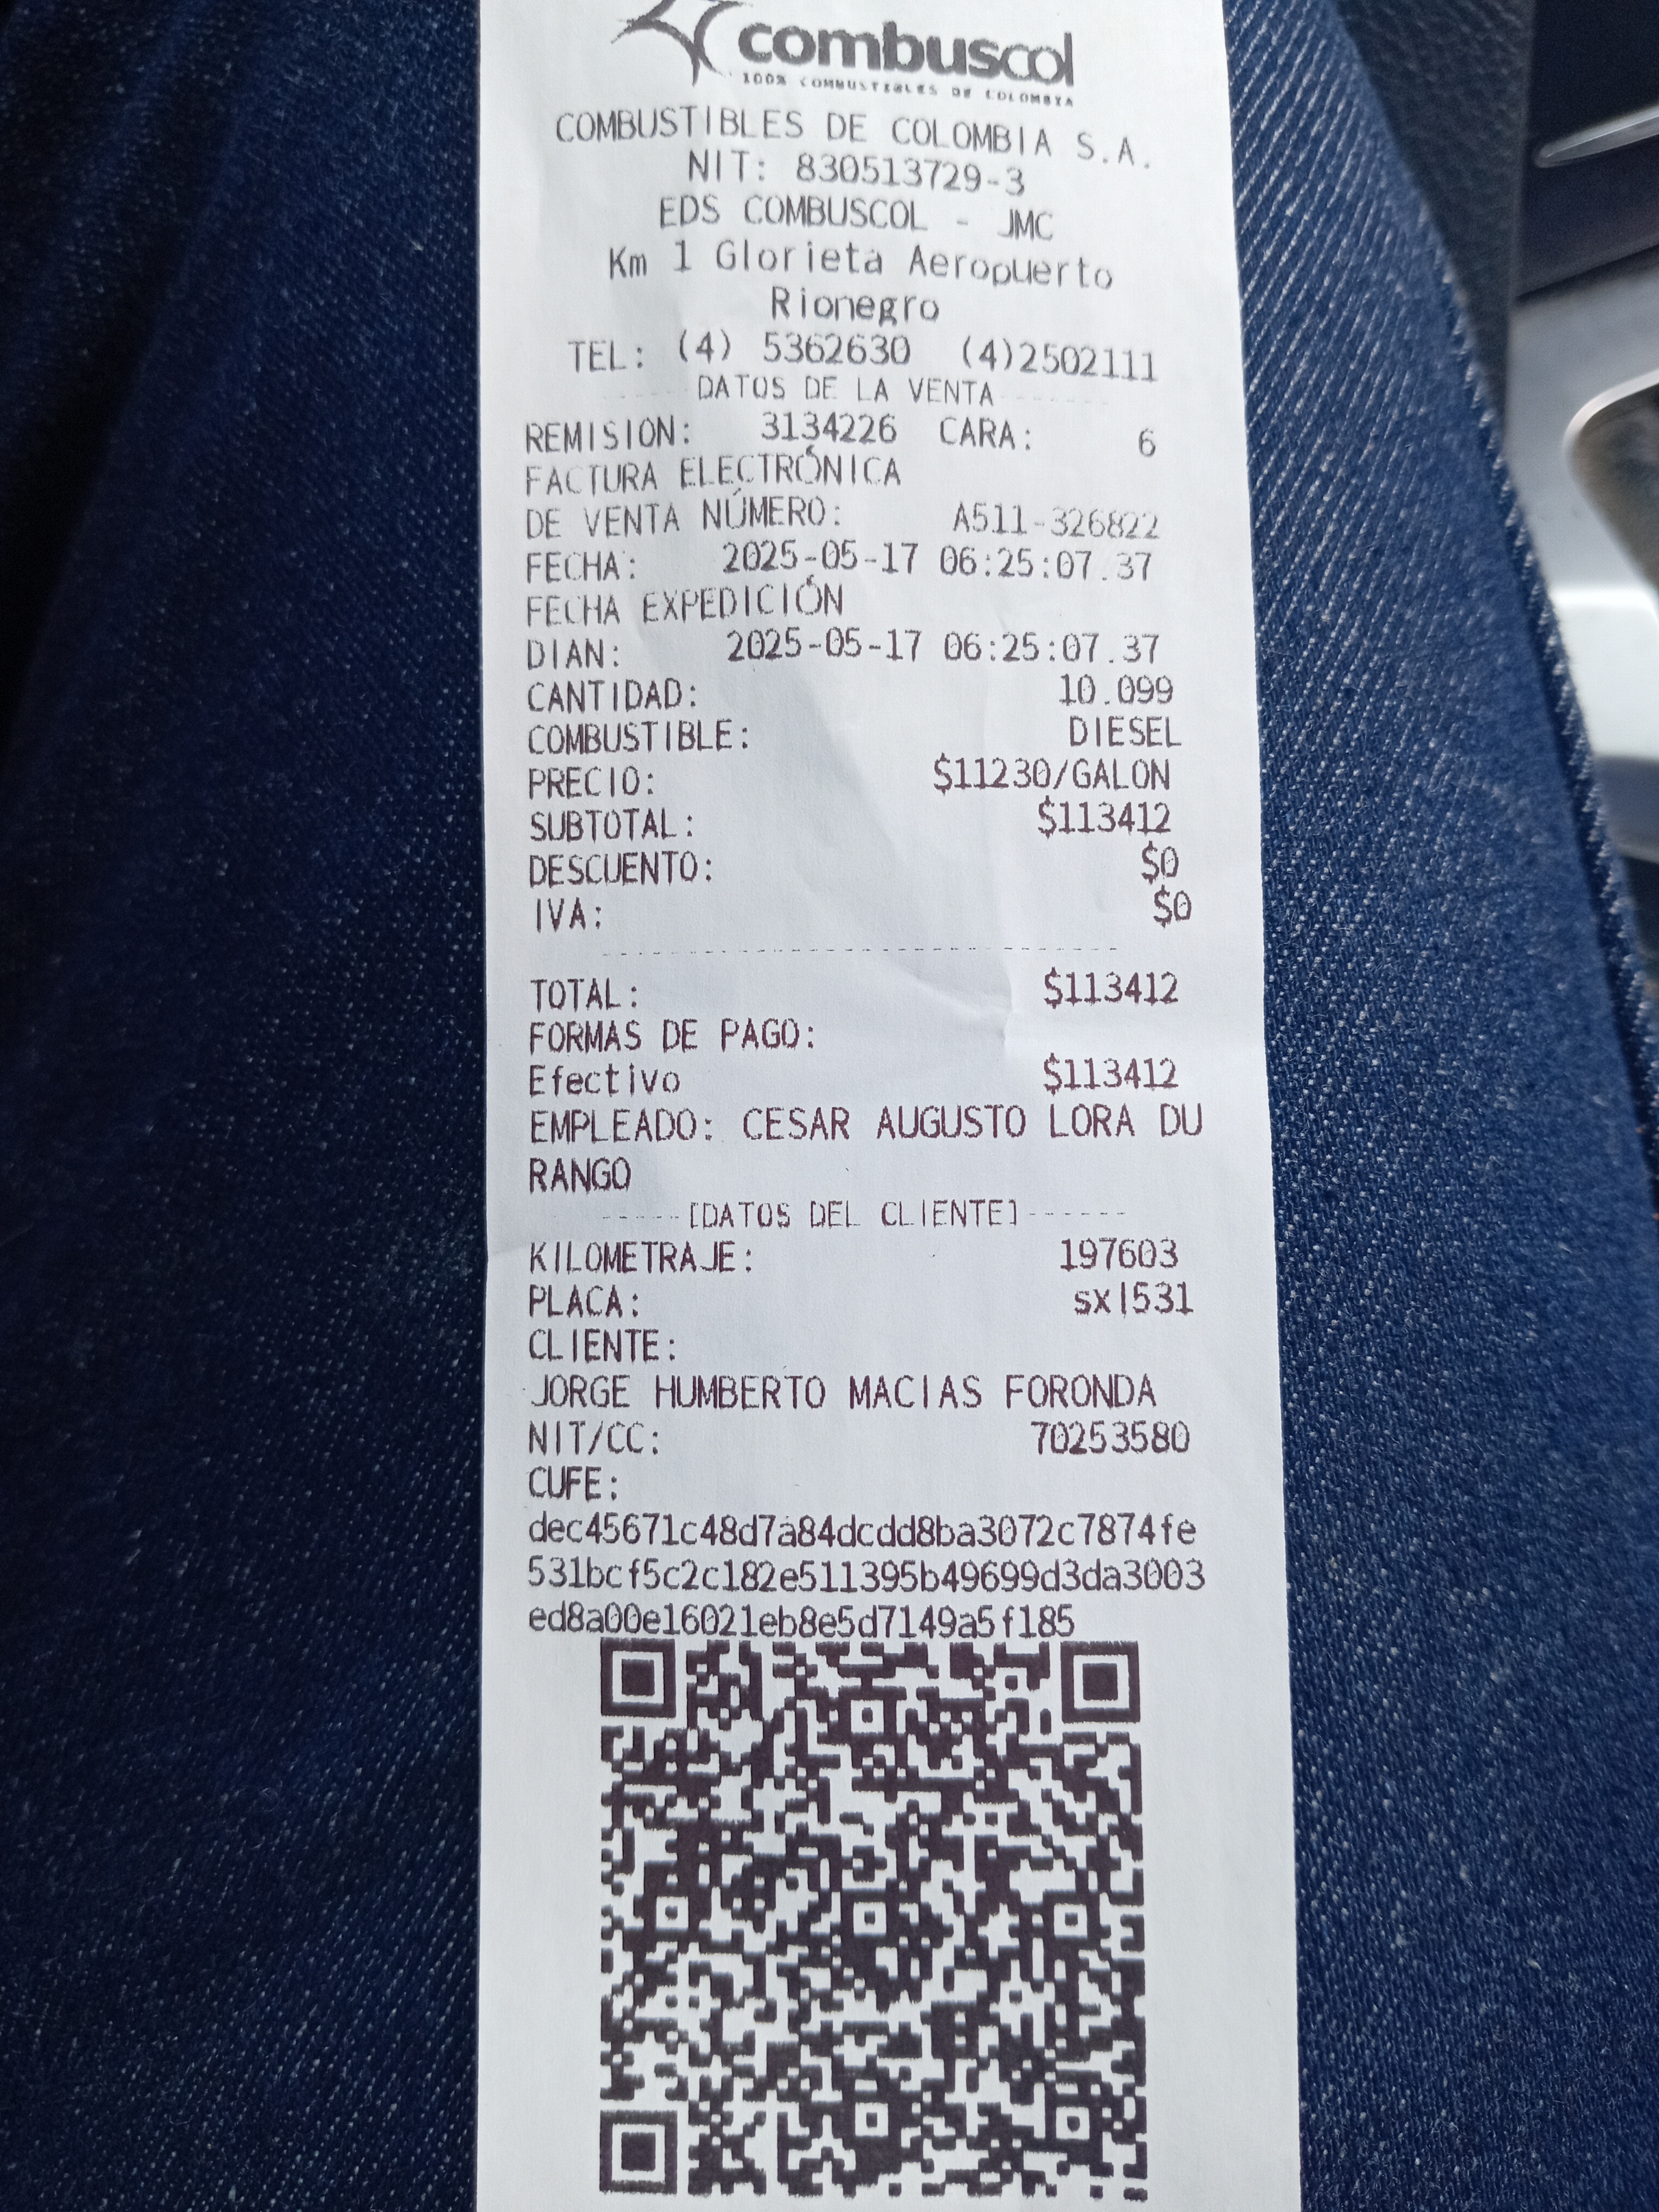 combuscol
100% COMBUSTIBLES DE COLOMBIA
COMBUSTIBLES DE COLOMBIA S.A.
NIT: 830513729-3
EDS COMBUSCOL - JMC
Km 1 Glorieta Aeropuerto
Rionegro
TEL: (4) 5362630 (4)2502111
DATOS DE LA VENTA
REMISION: 3134226 CARA: 6
FACTURA ELECTRÓNICA
DE VENTA NÚMERO: A511-326822
FECHA: 2025-05-17 06:25:07.37
FECHA EXPEDICIÓN
DIAN: 2025-05-17 06:25:07.37
CANTIDAD: 10.099
COMBUSTIBLE: DIESEL
PRECIO: $11230/GALON
SUBTOTAL: $113412
DESCUENTO: $0
IVA: $0
TOTAL: $113412
FORMAS DE PAGO:
Efectivo $113412
EMPLEADO: CESAR AUGUSTO LORA DU
RANGO
[DATOS DEL CLIENTE]
KILOMETRAJE: 197603
PLACA: sxl531
CLIENTE:
JORGE HUMBERTO MACIAS FORONDA
NIT/CC: 70253580
CUFE:
dec45671c48d7a84dcdd8ba3072c7874fe
531bcf5c2c182e511395b49699d3da3003
ed8a00e16021eb8e5d7149a5f185